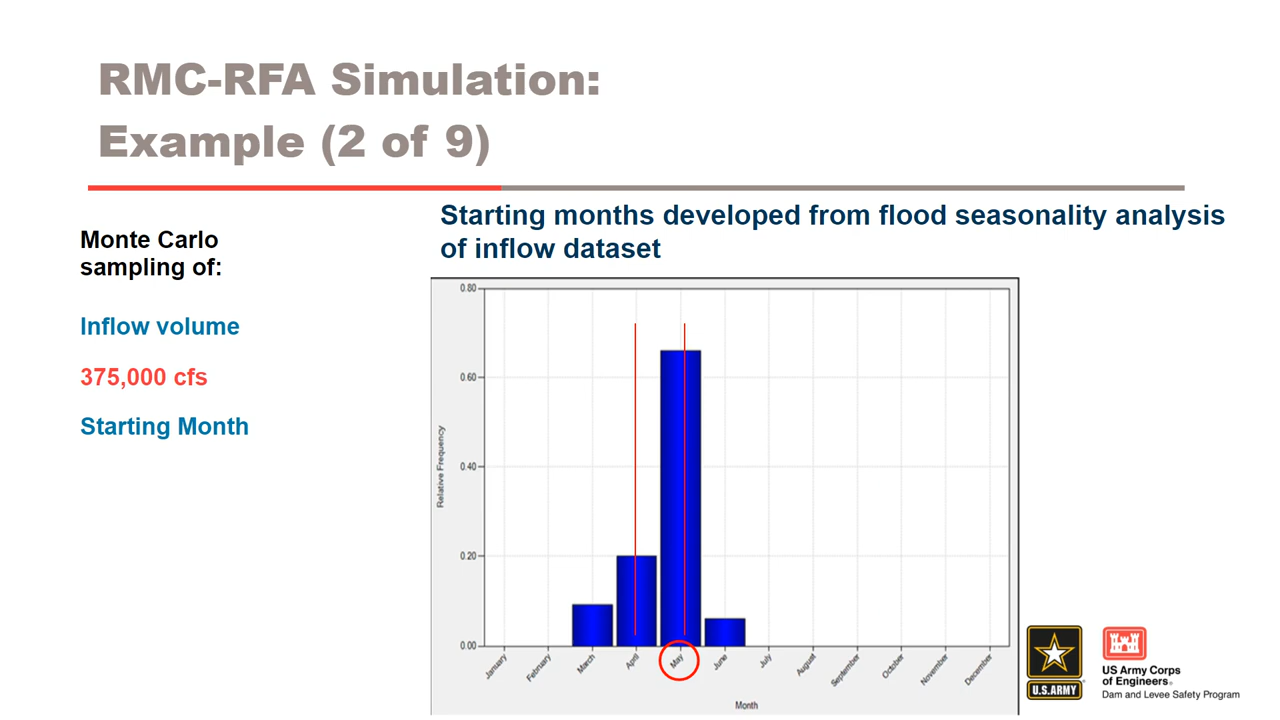 RMC-RFA Simulation:
Example (2 of 9)
Starting months developed from flood seasonality analysis
of inflow dataset
Monte Carlo
sampling of:
Inflow volume
375,000 cfs
Starting Month
0.80
0.60
0.40
0.20
0.00
Relative Frequency
January
February
March
April
May
June
July
August
September
October
November
December
Month
U.S.ARMY
US Army Corps
of Engineers®
Dam and Levee Safety Program